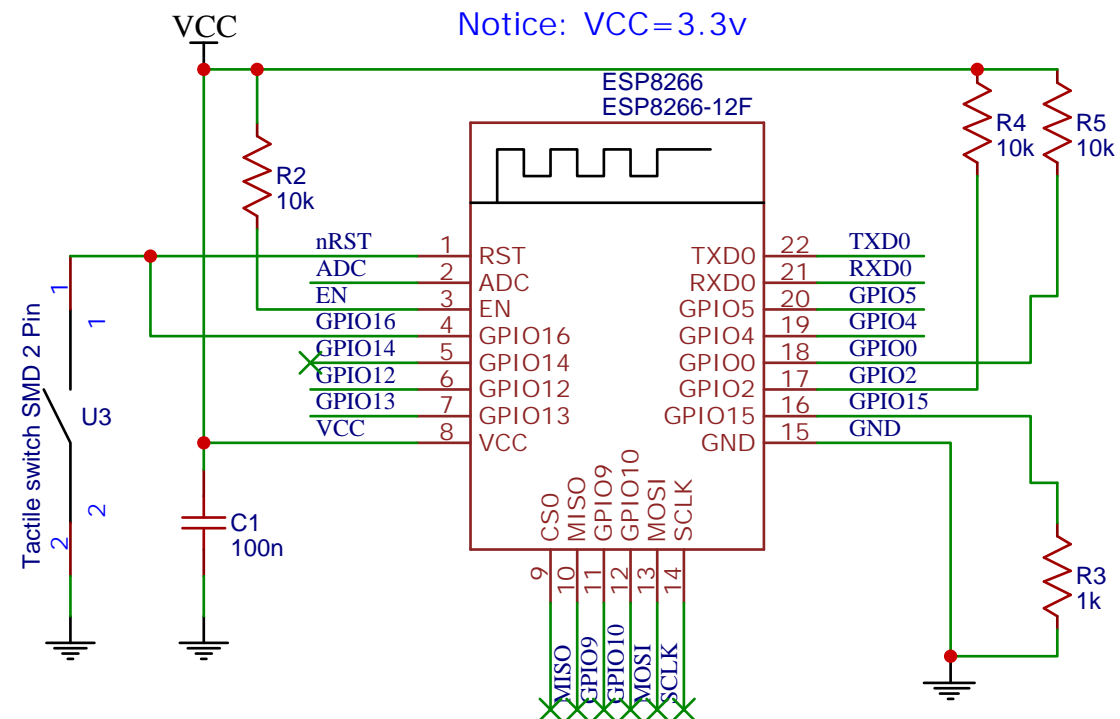 VCC
Notice: VCC=3.3v
ESP8266
ESP8266-12F
R2
10k
R4
10k
R5
10k
nRST
1
RST
ADC
2
ADC
EN
3
EN
GPIO16
4
GPIO16
GPIO14
5
GPIO14
GPIO12
6
GPIO12
GPIO13
7
GPIO13
VCC
8
VCC
TXD0
22
TXD0
RXD0
21
RXD0
GPIO5
20
GPIO5
GPIO4
19
GPIO4
GPIO0
18
GPIO0
GPIO2
17
GPIO2
GPIO15
16
GPIO15
GND
15
GND
CS0
MISO
GPIO9
GPIO10
MOSI
SCLK
9
10
11
12
13
14
MISO
GPIO9
GPIO10
MOSI
SCLK
Tactile switch SMD 2 Pin
1
1
U3
2
2
C1
100n
R3
1k